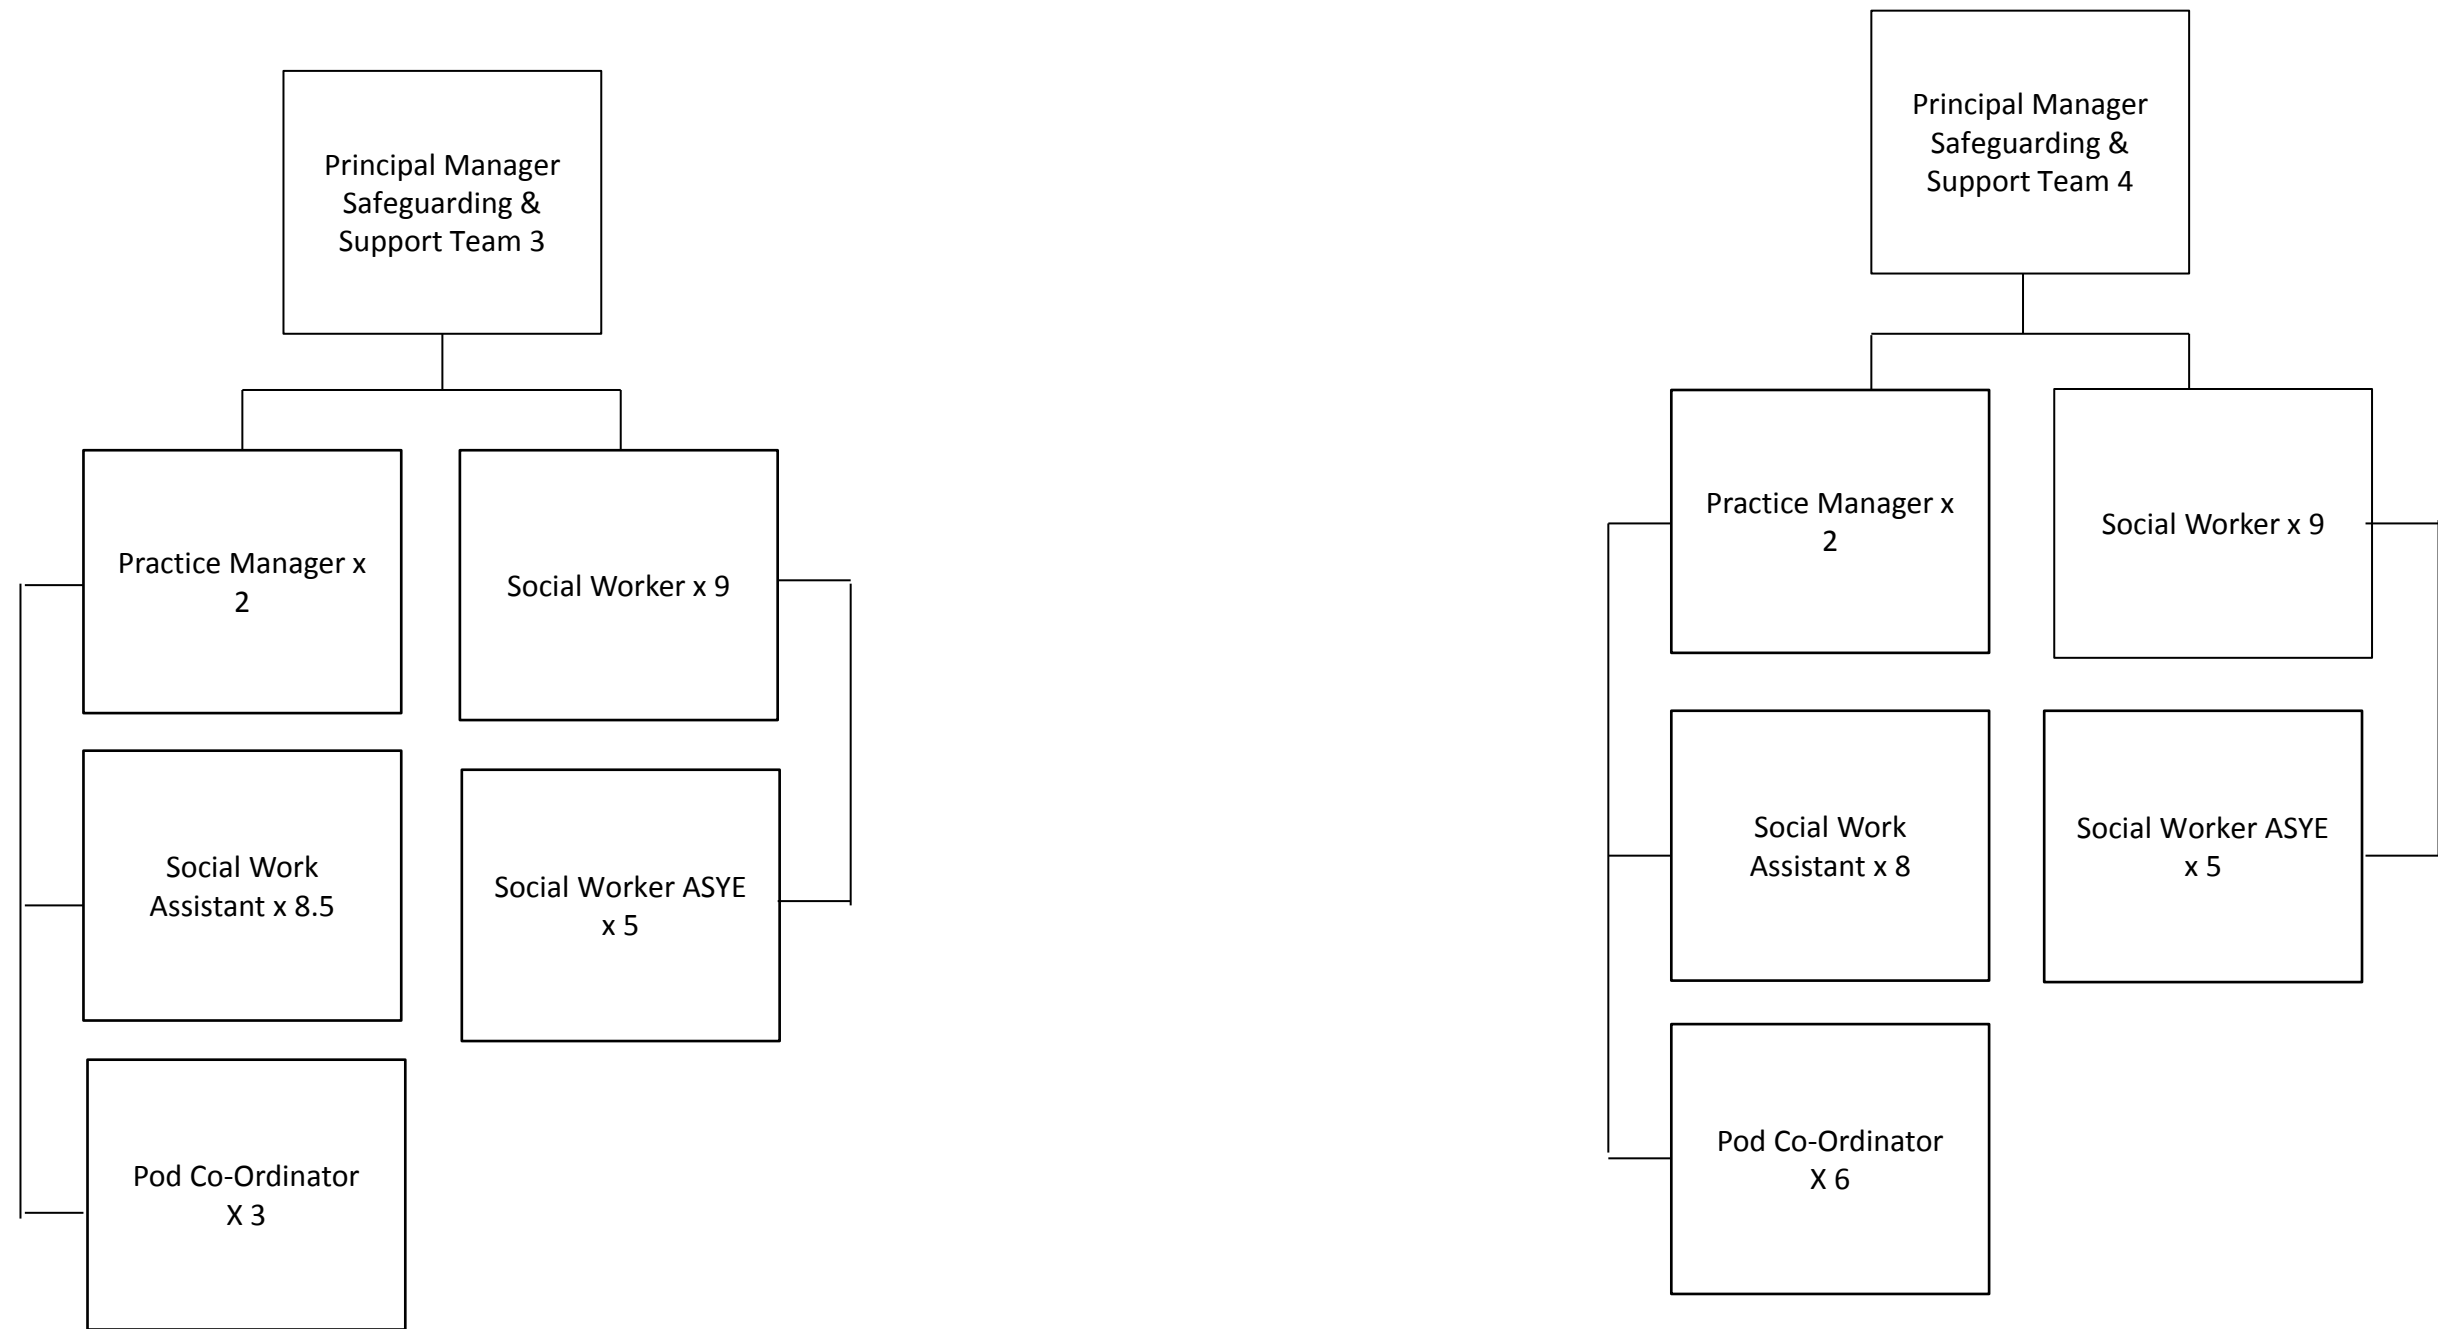 Principal Manager
Safeguarding &
Support Team 3
Practice Manager x
2
Social Worker x 9
Social Work
Assistant x 8.5
Social Worker ASYE
x 5
Pod Co-Ordinator
X 3
Principal Manager
Safeguarding &
Support Team 4
Practice Manager x
2
Social Worker x 9
Social Work
Assistant x 8
Social Worker ASYE
x 5
Pod Co-Ordinator
X 6